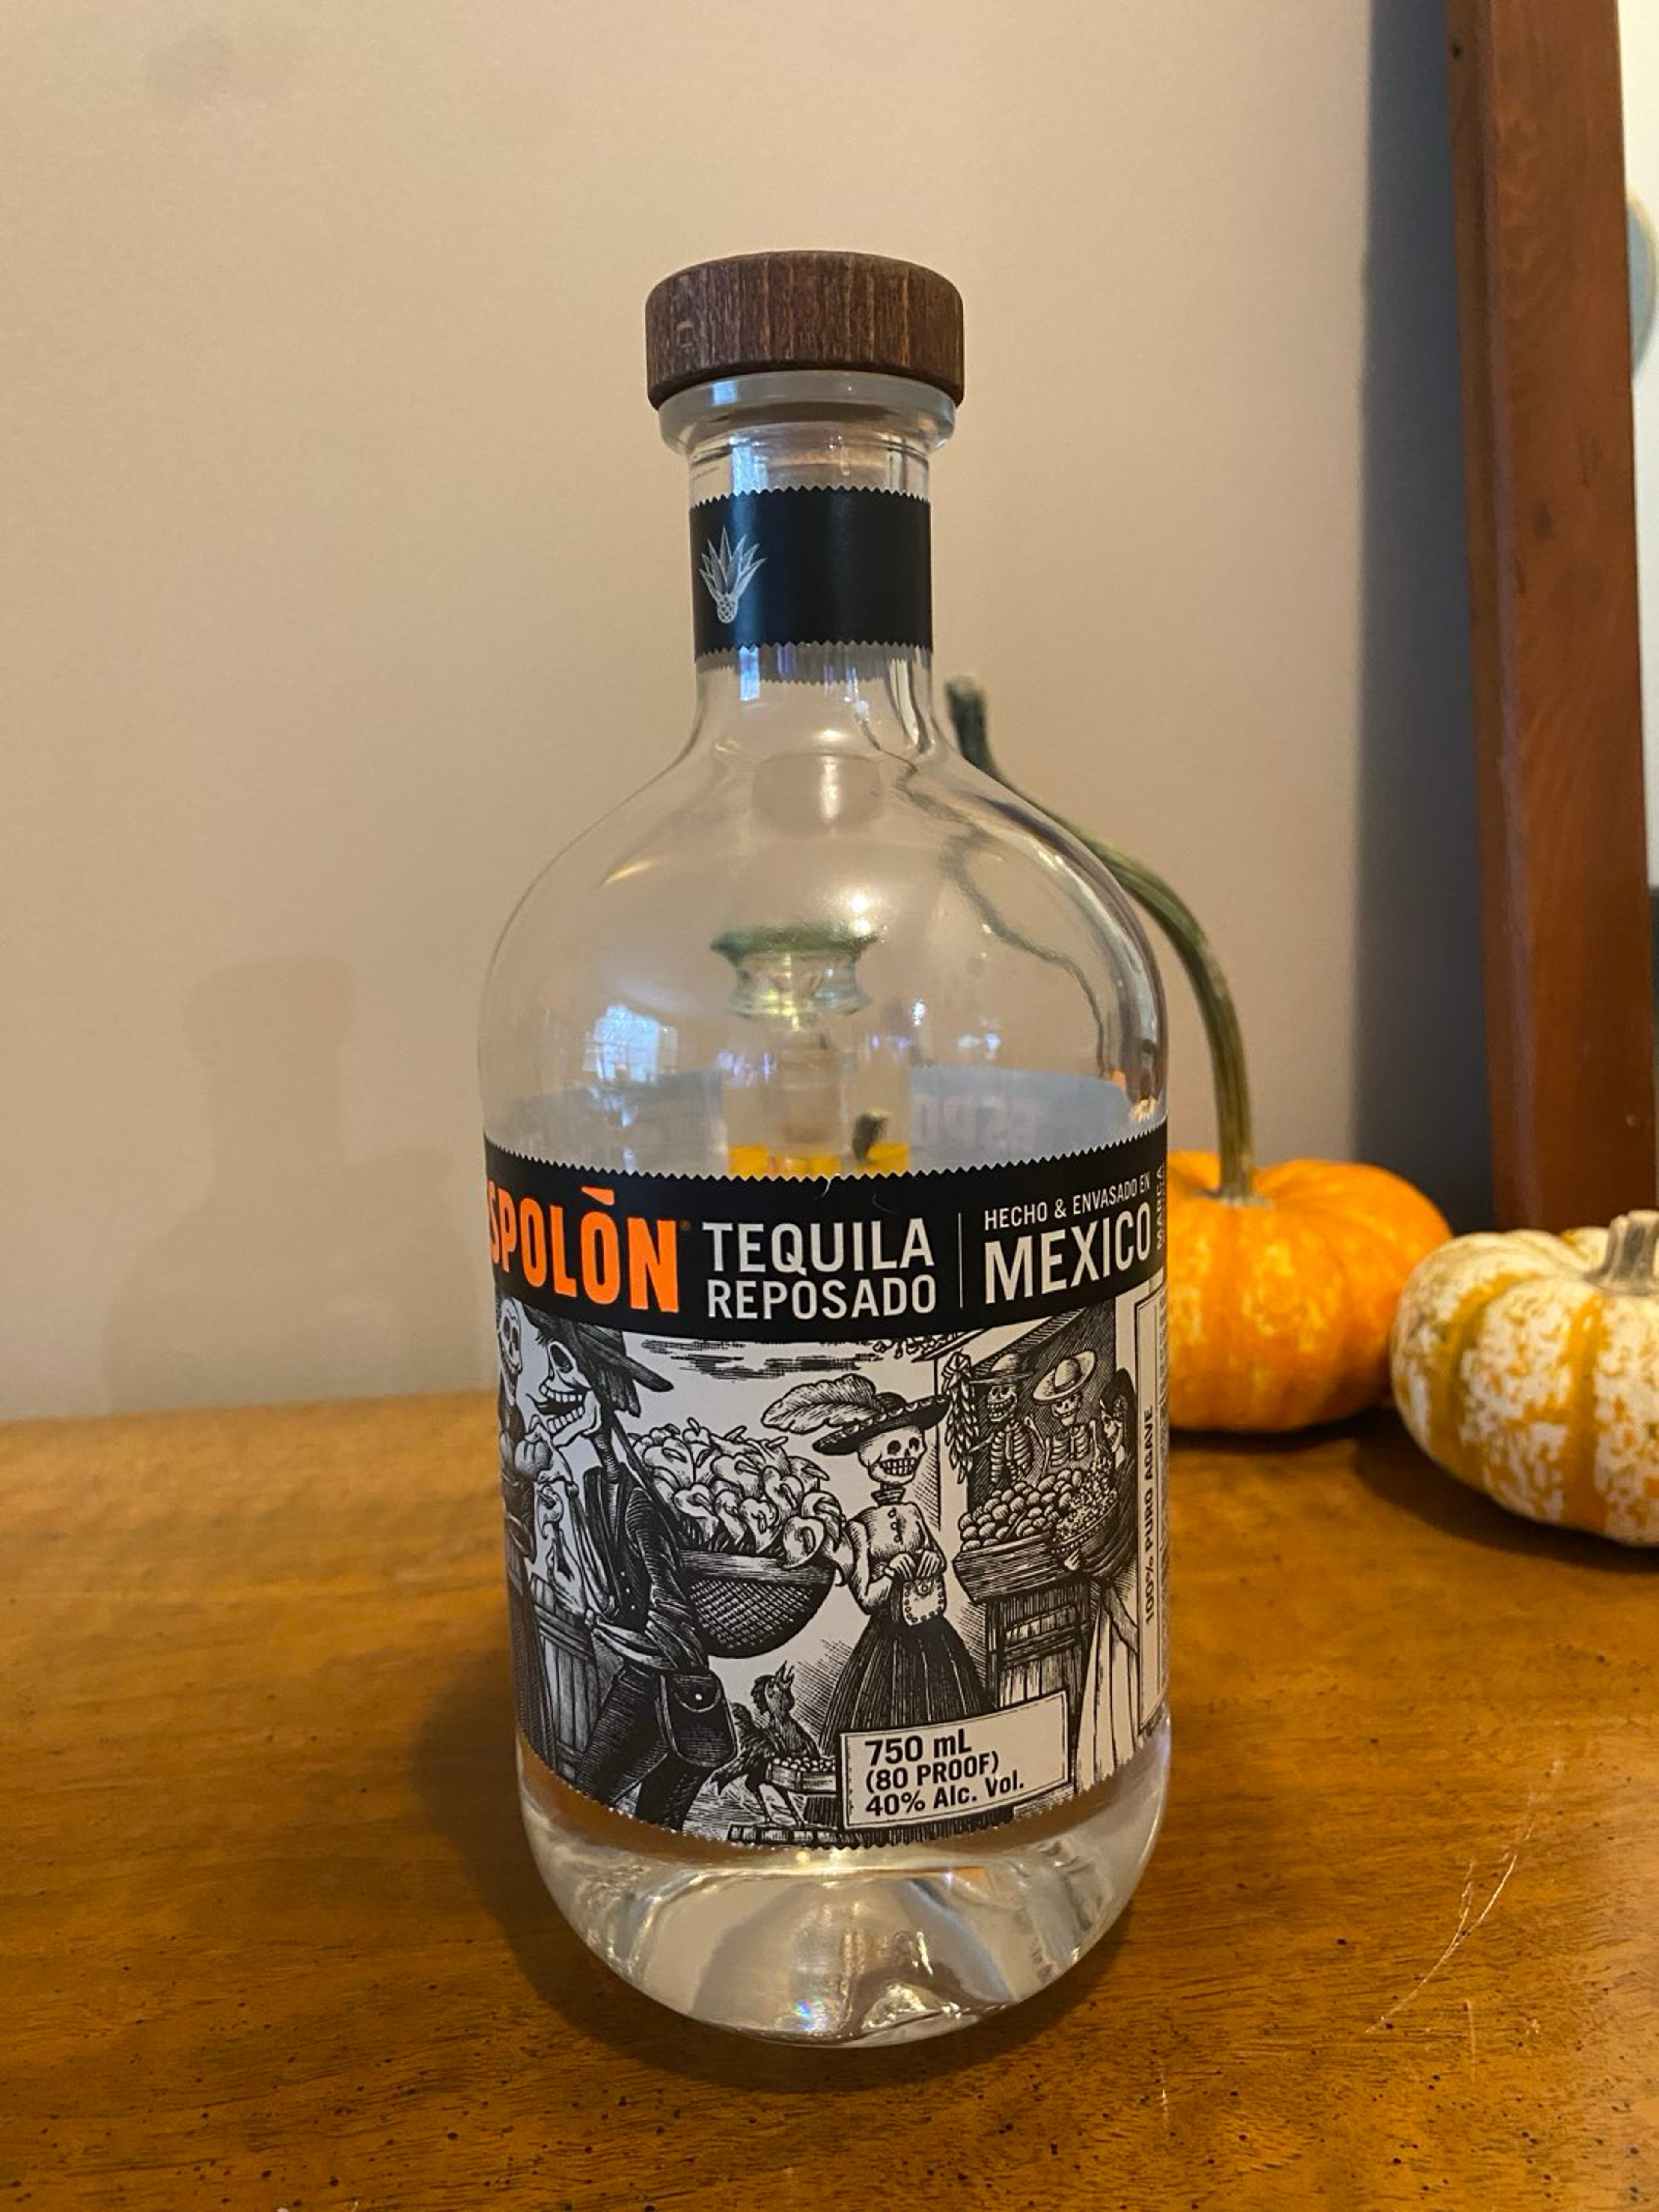 SPOLÒN
TEQUILA
REPOSADO
HECHO & ENVASADO EN
MEXICO
100% PURO AGAVE
750 mL
(80 PROOF)
40% Alc. Vol.